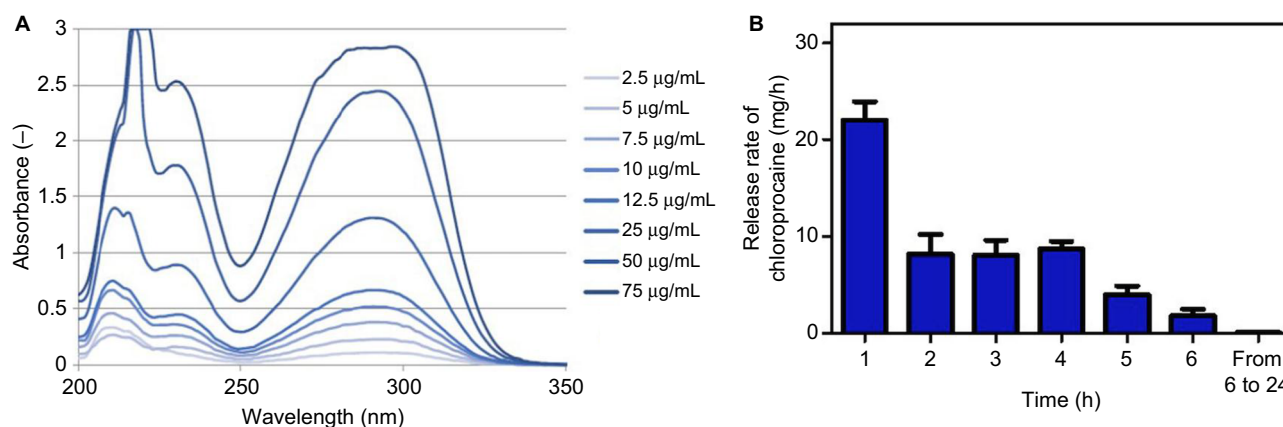 A
Absorbance (–)
3
2.5
2
1.5
1
0.5
0
200
250
300
350
Wavelength (nm)
2.5 μg/mL
5 μg/mL
7.5 μg/mL
10 μg/mL
12.5 μg/mL
25 μg/mL
50 μg/mL
75 μg/mL
B
Release rate of
chloroprocaine (mg/h)
30
20
10
0
1
2
3
4
5
6
From
6 to 24
Time (h)